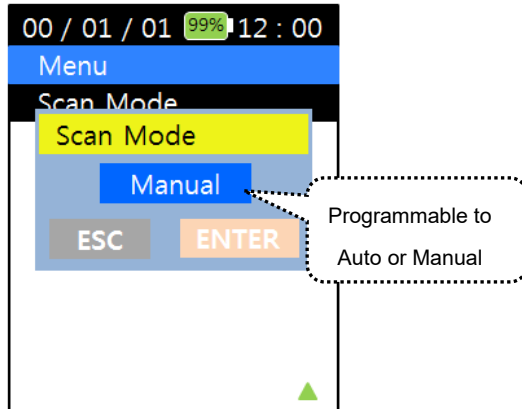 00 / 01 / 01 99% 12 : 00
Menu
Scan Mode
Scan Mode
Manual
ESC ENTER
Programmable to
Auto or Manual